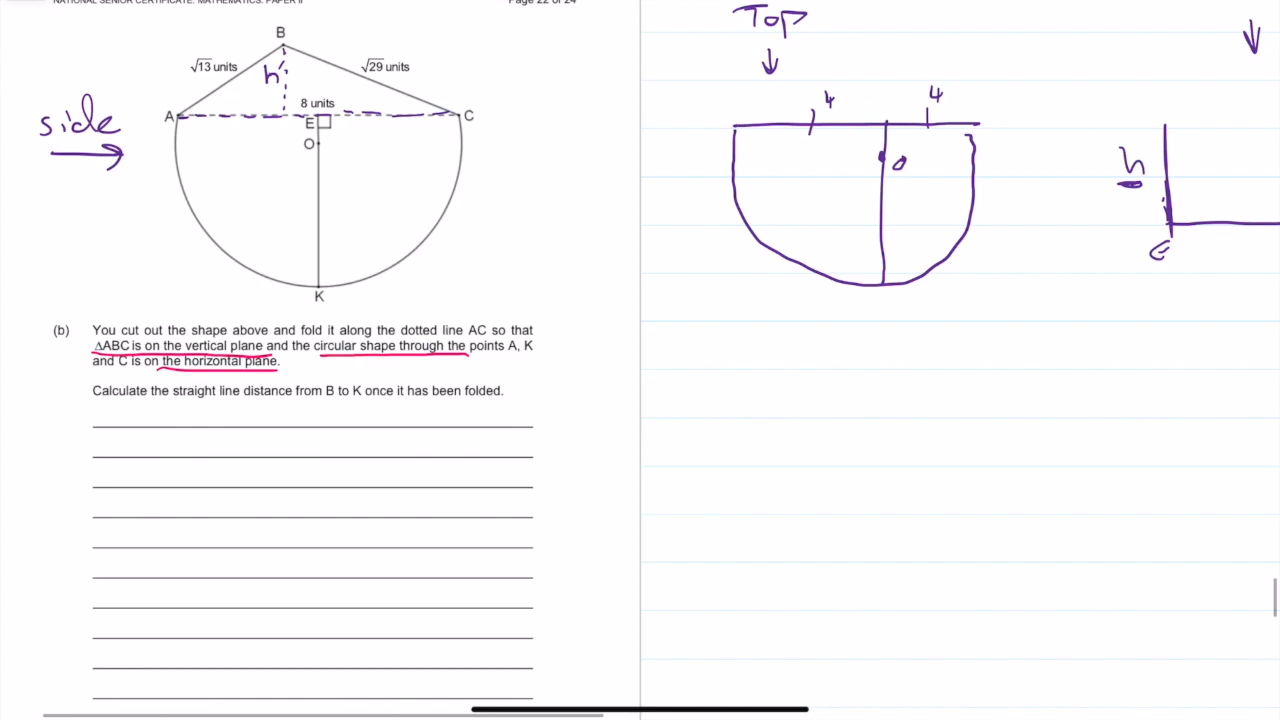 NATIONAL SENIOR CERTIFICATE: MATHEMATICS: PAPER II
Page 22 of 24
B
√13 units
√29 units
h
8 units
A
E
C
O
K
side
(b) You cut out the shape above and fold it along the dotted line AC so that
ΔABC is on the vertical plane and the circular shape through the points A, K
and C is on the horizontal plane.
Calculate the straight line distance from B to K once it has been folded.
Top
4
4
O
h
E